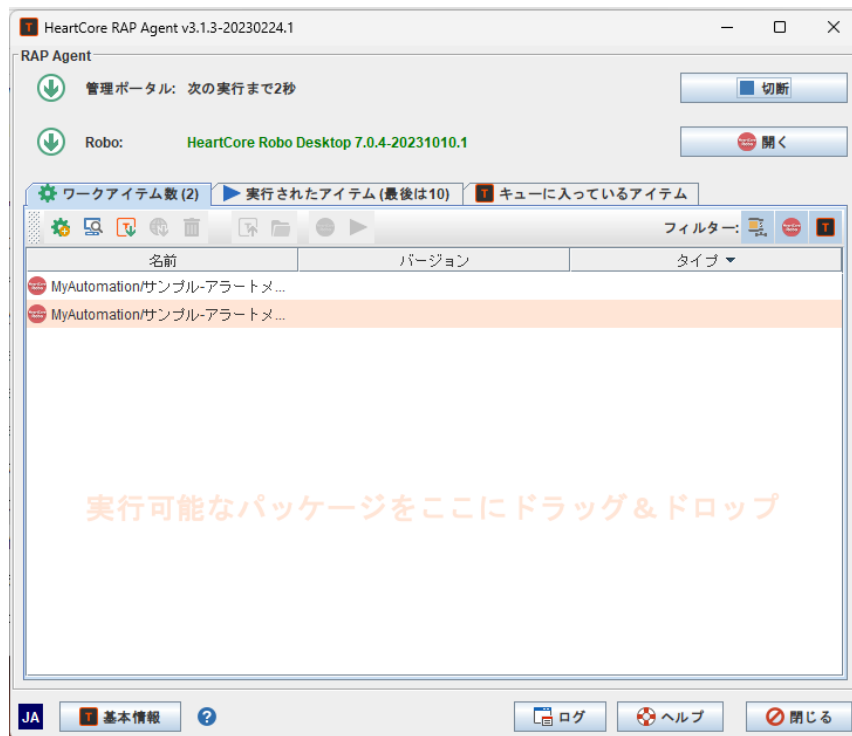 HeartCore RAP Agent v3.1.3-20230224.1
RAP Agent
管理ポータル: 次の実行まで2秒
切断
Robo: HeartCore Robo Desktop 7.0.4-20231010.1
開く
ワークアイテム数 (2) 実行されたアイテム (最後は10) キューに入っているアイテム
フィルター:
名前 バージョン タイプ
MyAutomation/サンプル-アラートメ...
MyAutomation/サンプル-アラートメ...
実行可能なパッケージをここにドラッグ&ドロップ
JA 基本情報 ログ ヘルプ 閉じる